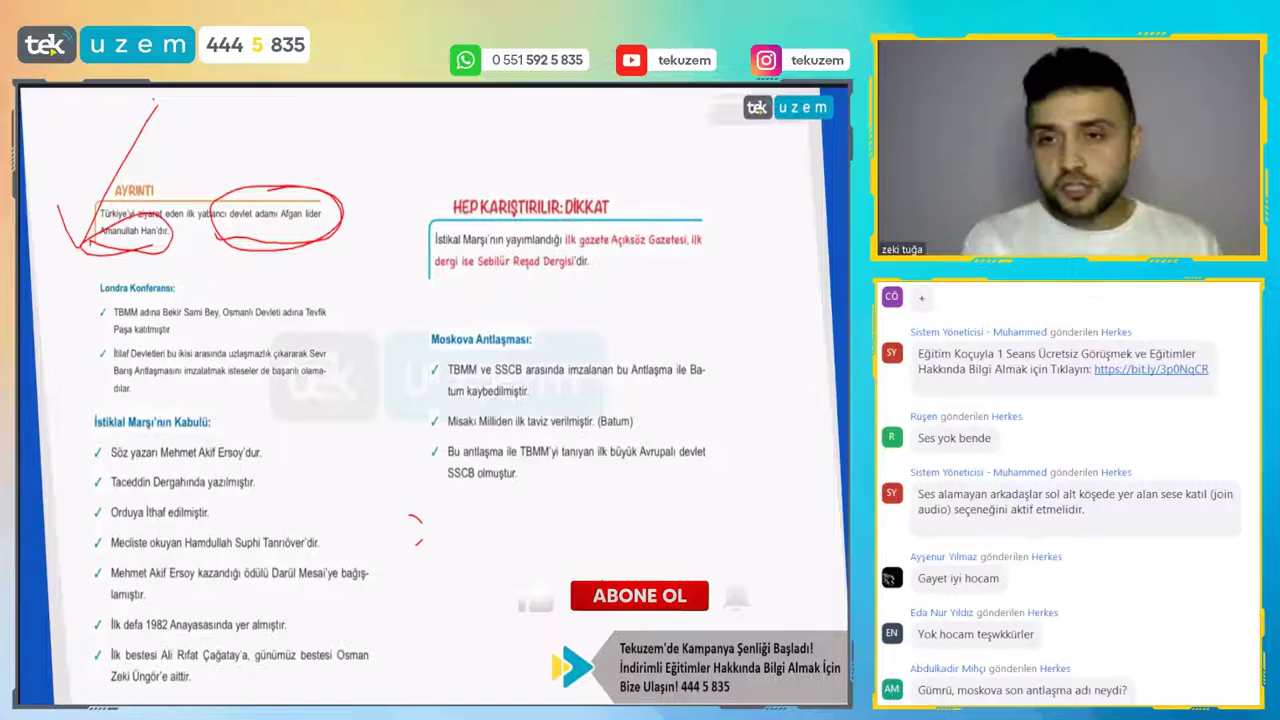 tek
uzem
444 5 835
0 551 592 5 835
tekuzem
tekuzem
tek uzem
AYRINTI
Türkiye'yi ziyaret eden ilk yabancı devlet adamı Afgan lider
Amanullah Han'dır.
Londra Konferansı:
✓ TBMM adına Bekir Sami Bey, Osmanlı Devleti adına Tevfik
Paşa katılmıştır
✓ İtilaf Devletleri bu ikisi arasında uzlaşmazlık çıkararak Sevr
Barış Antlaşmasını imzalatmak isteseler de başarılı olama-
dılar.
İstiklal Marşı'nın Kabulü:
✓ Söz yazarı Mehmet Akif Ersoy'dur.
✓ Taceddin Dergahında yazılmıştır.
✓ Orduya İthaf edilmiştir.
✓ Mecliste okuyan Hamdullah Suphi Tanrıöver'dir.
✓ Mehmet Akif Ersoy kazandığı ödülü Darül Mesai'ye bağış-
lamıştır.
✓ İlk defa 1982 Anayasasında yer almıştır.
✓ İlk bestesi Ali Rıfat Çağatay'a, günümüz bestesi Osman
Zeki Üngör'e aittir.
HEP KARIŞTIRILIR: DİKKAT
İstikal Marşı'nın yayımlandığı ilk gazete Açıksöz Gazetesi, ilk
dergi ise Sebilür Reşad Dergisi'dir.
Moskova Antlaşması:
✓ TBMM ve SSCB arasında imzalanan bu Antlaşma ile Ba-
tum kaybedilmiştir.
✓ Misakı Milliden ilk taviz verilmiştir. (Batum)
✓ Bu antlaşma ile TBMM'yi tanıyan ilk büyük Avrupalı devlet
SSCB olmuştur.
tek uzem
ABONE OL
Tekuzem'de Kampanya Şenliği Başladı!
İndirimli Eğitimler Hakkında Bilgi Almak İçin
Bize Ulaşın! 444 5 835
zeki tuğa
CÖ
+
Sistem Yöneticisi - Muhammed gönderilen Herkes
SY
Eğitim Koçuyla 1 Seans Ücretsiz Görüşmek ve Eğitimler
Hakkında Bilgi Almak için Tıklayın: https://bit.ly/3p0NqCR
Rüşen gönderilen Herkes
R
Ses yok bende
Sistem Yöneticisi - Muhammed gönderilen Herkes
SY
Ses alamayan arkadaşlar sol alt köşede yer alan sese katıl (join
audio) seçeneğini aktif etmelidir.
Ayşenur Yılmaz gönderilen Herkes
Gayet iyi hocam
Eda Nur Yıldız gönderilen Herkes
EN
Yok hocam teşwkkürler
Abdulkadir Mıhçı gönderilen Herkes
AM
Gümrü, moskova son antlaşma adı neydi?